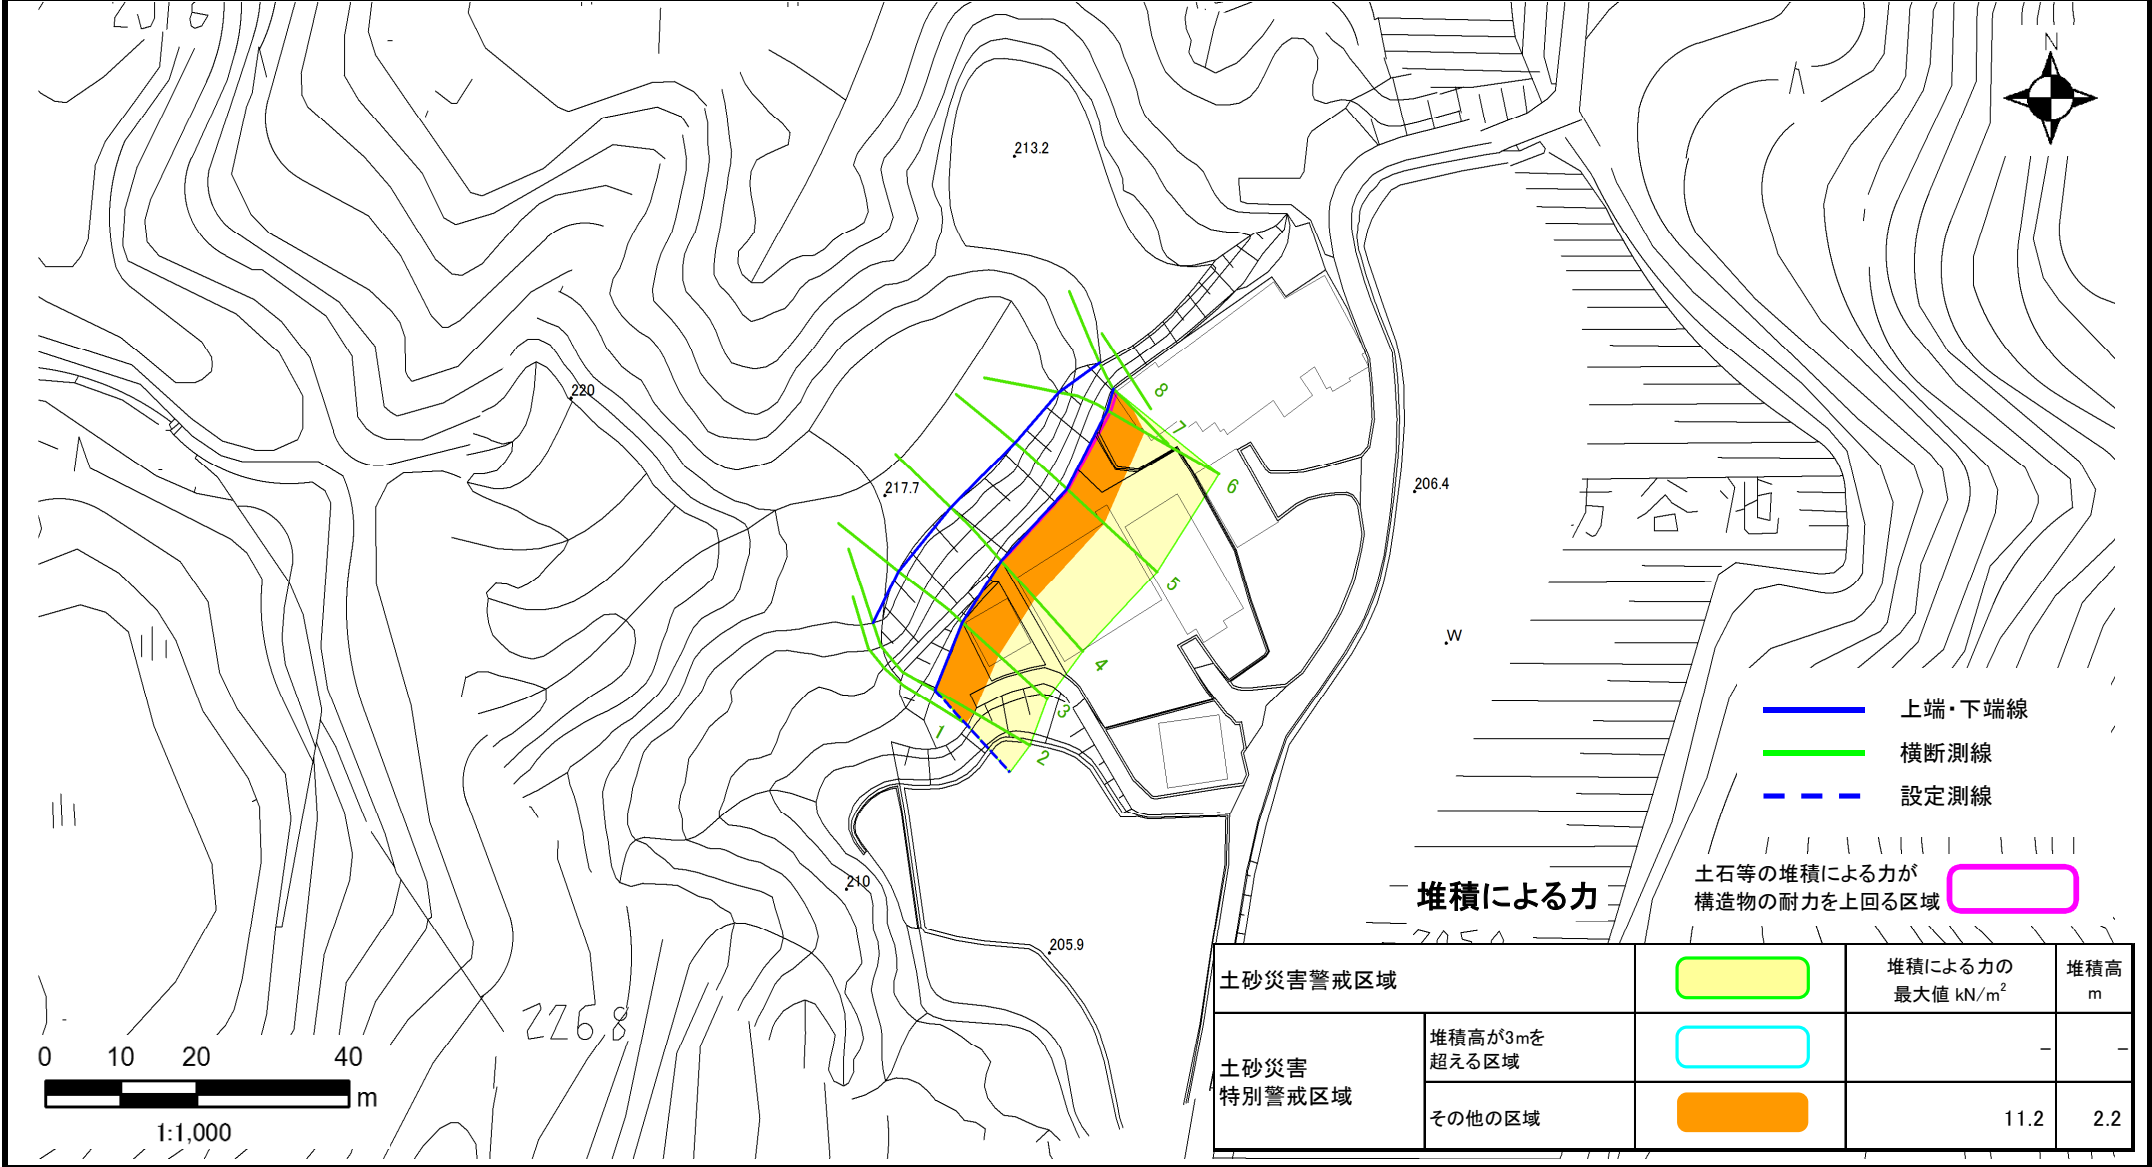 N
213.2
220
217.7
206.4
万谷池
W
8
7
6
5
4
3
2
1
210
205.9
226.8
上端・下端線
横断測線
設定測線
堆積による力
土石等の堆積による力が
構造物の耐力を上回る区域
土砂災害警戒区域
堆積による力の
最大値 kN/m²
堆積高
m
土砂災害
特別警戒区域
堆積高が3mを
超える区域
－
－
その他の区域
11.2
2.2
0 10 20 40
m
1:1,000